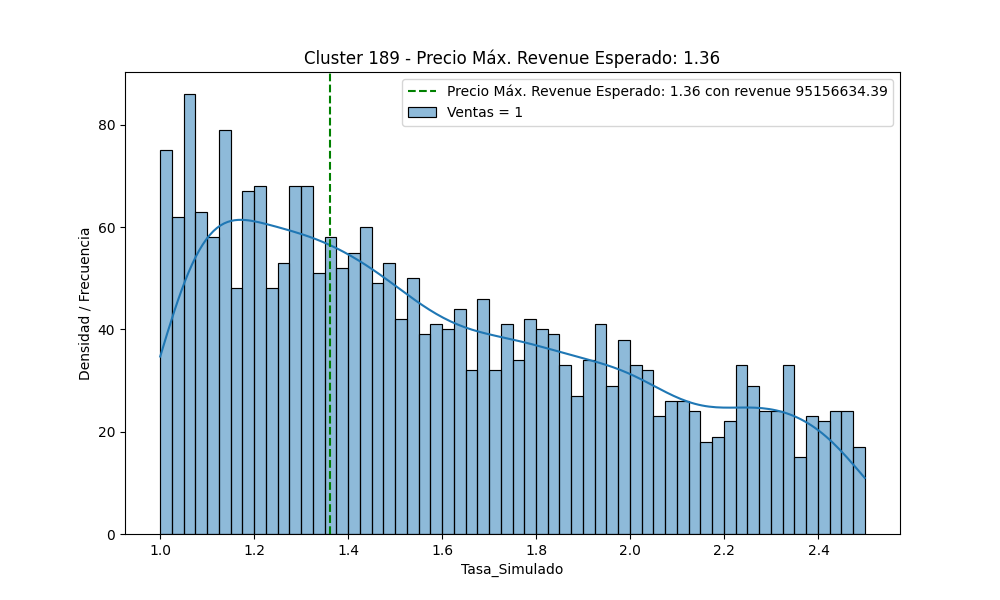 Cluster 189 - Precio Máx. Revenue Esperado: 1.36
Precio Máx. Revenue Esperado: 1.36 con revenue 95156634.39
Ventas = 1
Densidad / Frecuencia
80
60
40
20
0
1.0 1.2 1.4 1.6 1.8 2.0 2.2 2.4
Tasa_Simulado